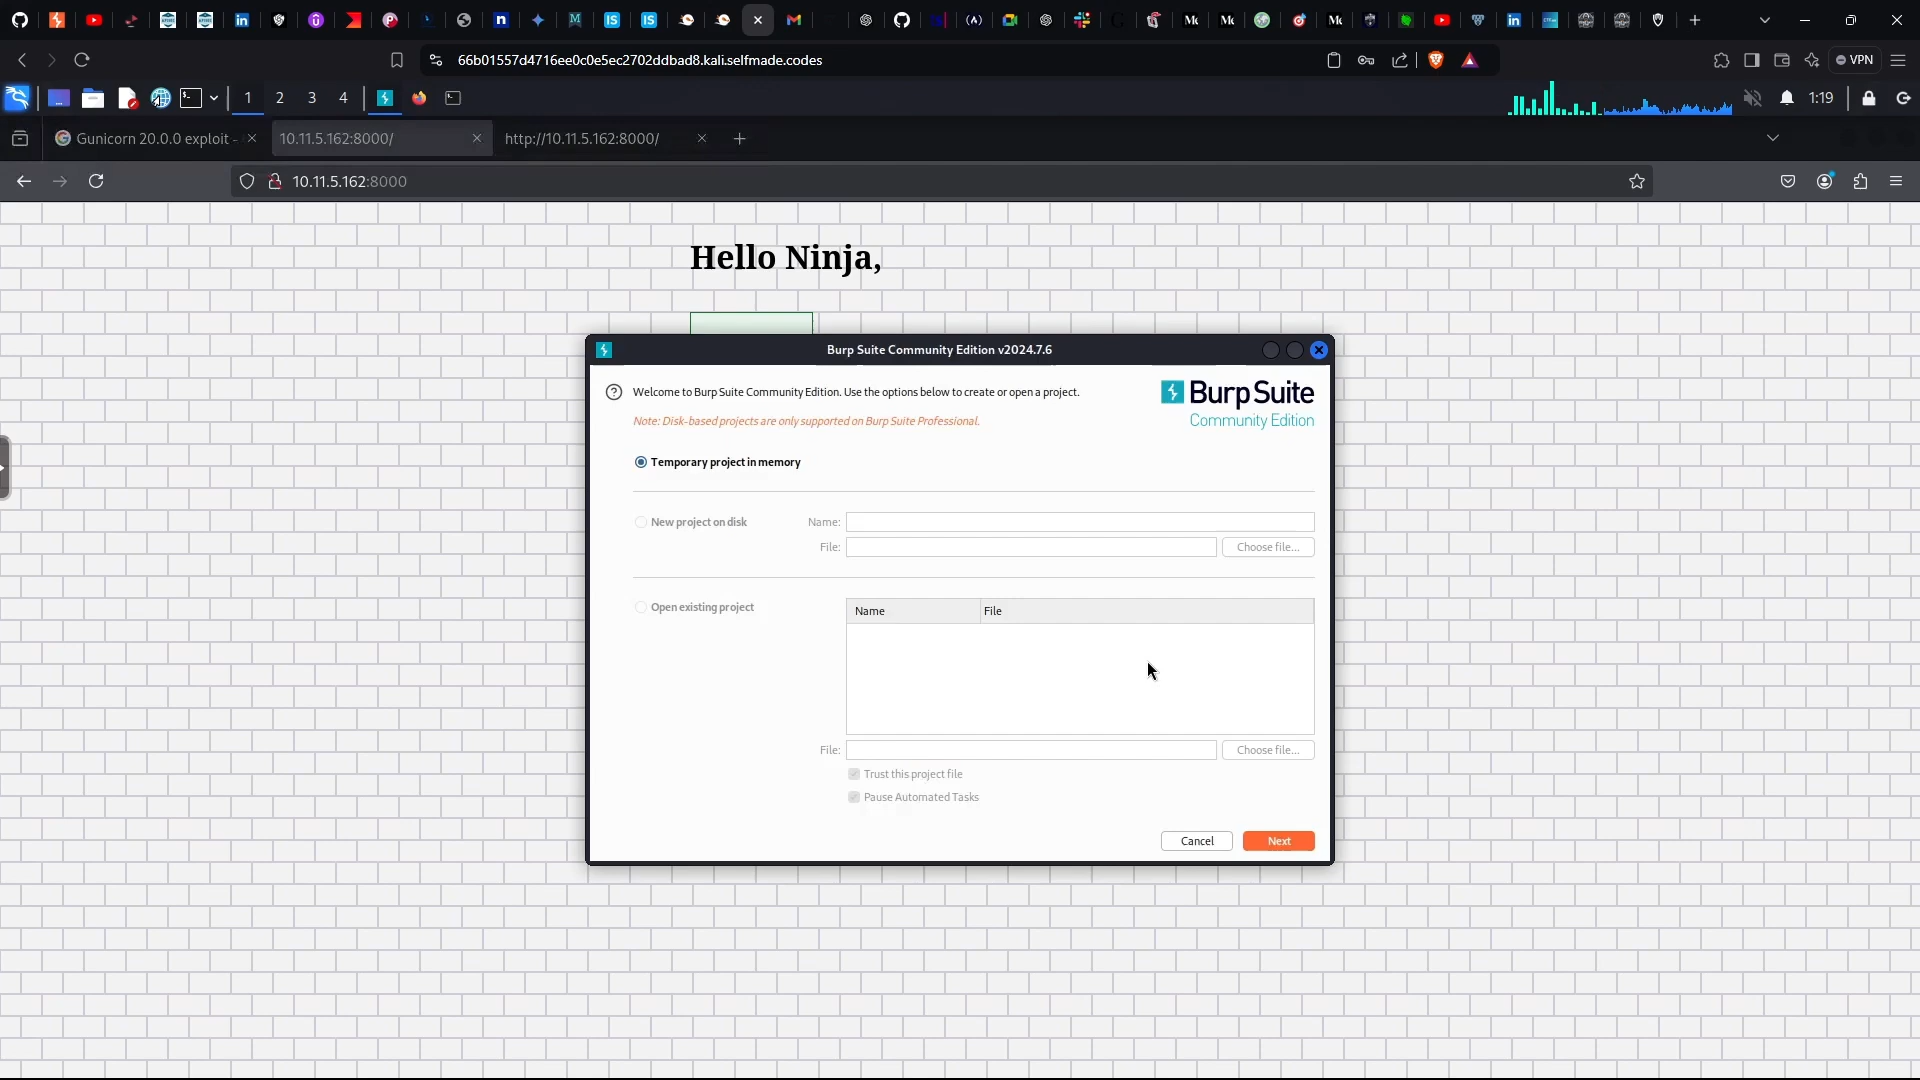 66b01557d4716ee0c0e5ec2702ddbad8.kali.selfmade.codes
VPN
1 2 3 4
1:19
Gunicorn 20.0.0 exploit -
10.11.5.162:8000/
http://10.11.5.162:8000/
10.11.5.162:8000
Hello Ninja,
Burp Suite Community Edition v2024.7.6
Welcome to Burp Suite Community Edition. Use the options below to create or open a project.
Note: Disk-based projects are only supported on Burp Suite Professional.
Burp Suite
Community Edition
Temporary project in memory
New project on disk
Name:
File:
Choose file...
Open existing project
Name
File
File:
Choose file...
Trust this project file
Pause Automated Tasks
Cancel
Next